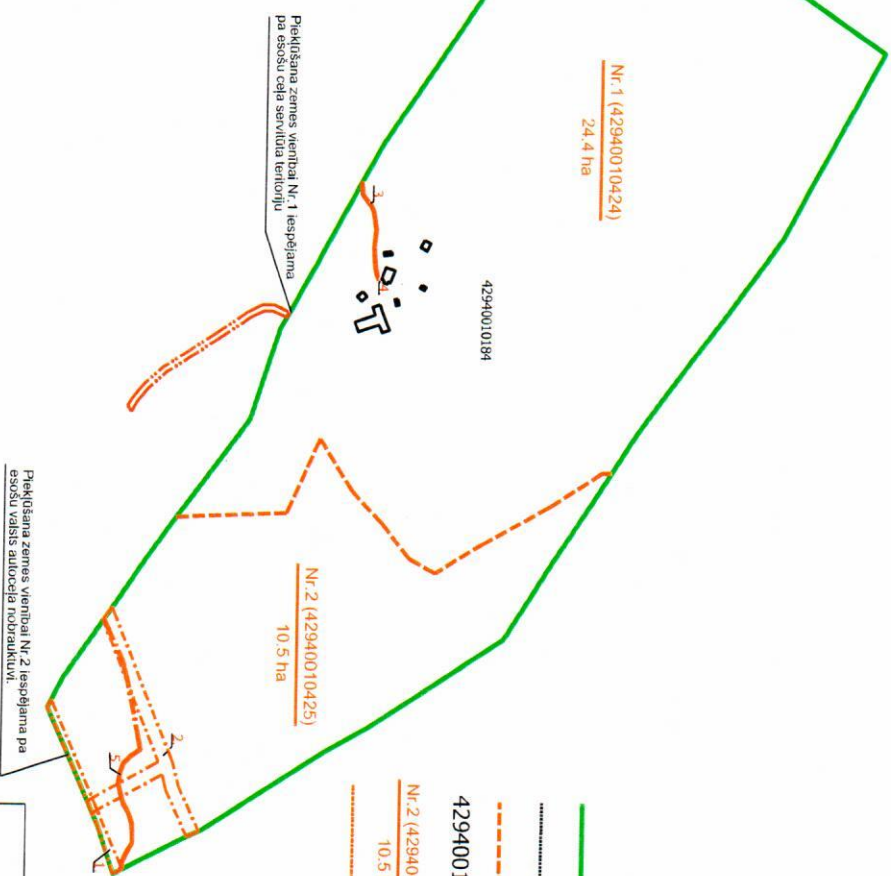 Nr.1 (42940010424)
24.4 ha
Piekļūšana zemes vienībai Nr.1 iespējama
pa esošu ceļa servitūta teritoriju
3
4
42940010184
Nr.2 (42940010425)
10.5 ha
Piekļūšana zemes vienībai Nr.2 iespējama pa
esošu valsts autoceļa nobrauktuvi.
2
5
1
4294001
Nr.2 (42940
10.5